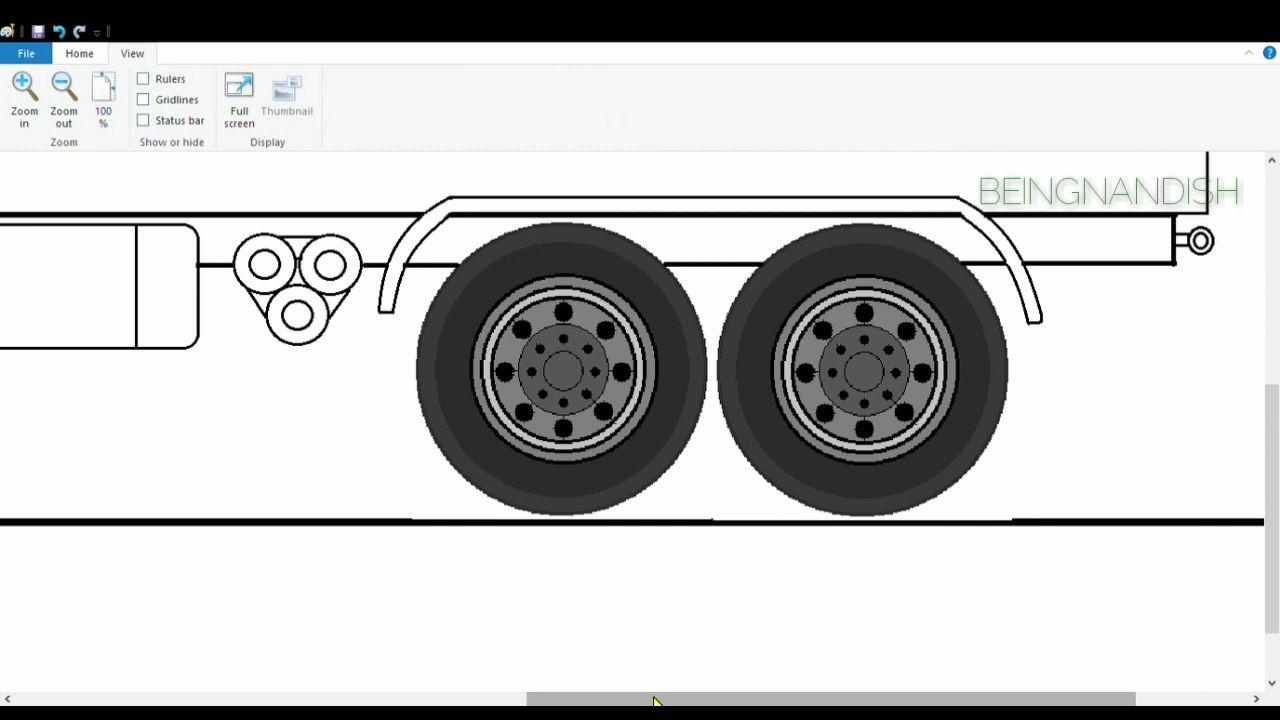 File Home View
Rulers
Gridlines
Status bar
Zoom in
Zoom out
100 %
Full screen
Thumbnail
Zoom
Show or hide
Display
BEINGNANDISH